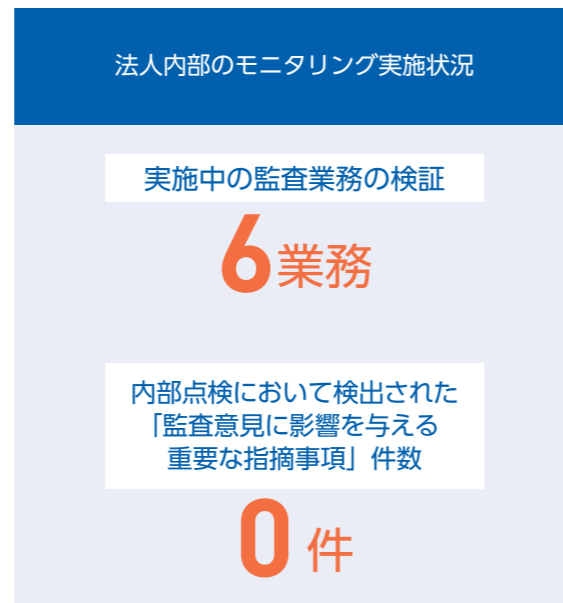 法人内部のモニタリング実施状況
実施中の監査業務の検証
6業務
内部点検において検出された
「監査意見に影響を与える
重要な指摘事項」件数
0件